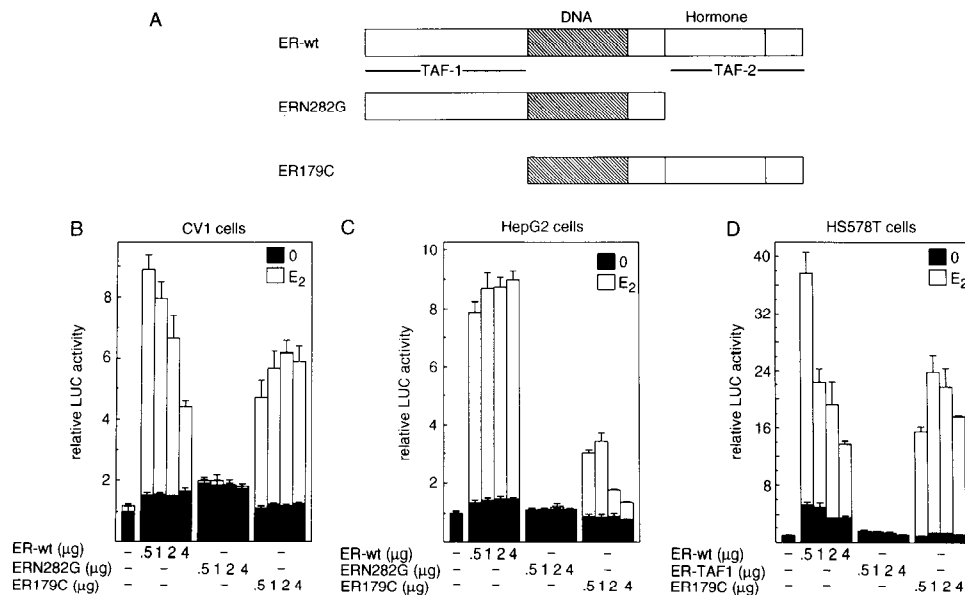 A
DNA
Hormone
ER-wt
TAF-1
TAF-2
ERN282G
ER179C
B
CV1 cells
0
E2
relative LUC activity
8
6
4
2
ER-wt (µg) – .5 1 2 4 – –
ERN282G (µg) – – .5 1 2 4 –
ER179C (µg) – – – .5 1 2 4
C
HepG2 cells
0
E2
relative LUC activity
10
8
6
4
2
ER-wt (µg) – .5 1 2 4 – –
ERN282G (µg) – – .5 1 2 4 –
ER179C (µg) – – – .5 1 2 4
D
HS578T cells
0
E2
relative LUC activity
40
32
24
16
8
ER-wt (µg) – .5 1 2 4 – –
ER-TAF1 (µg) – – .5 1 2 4 –
ER179C (µg) – – – .5 1 2 4